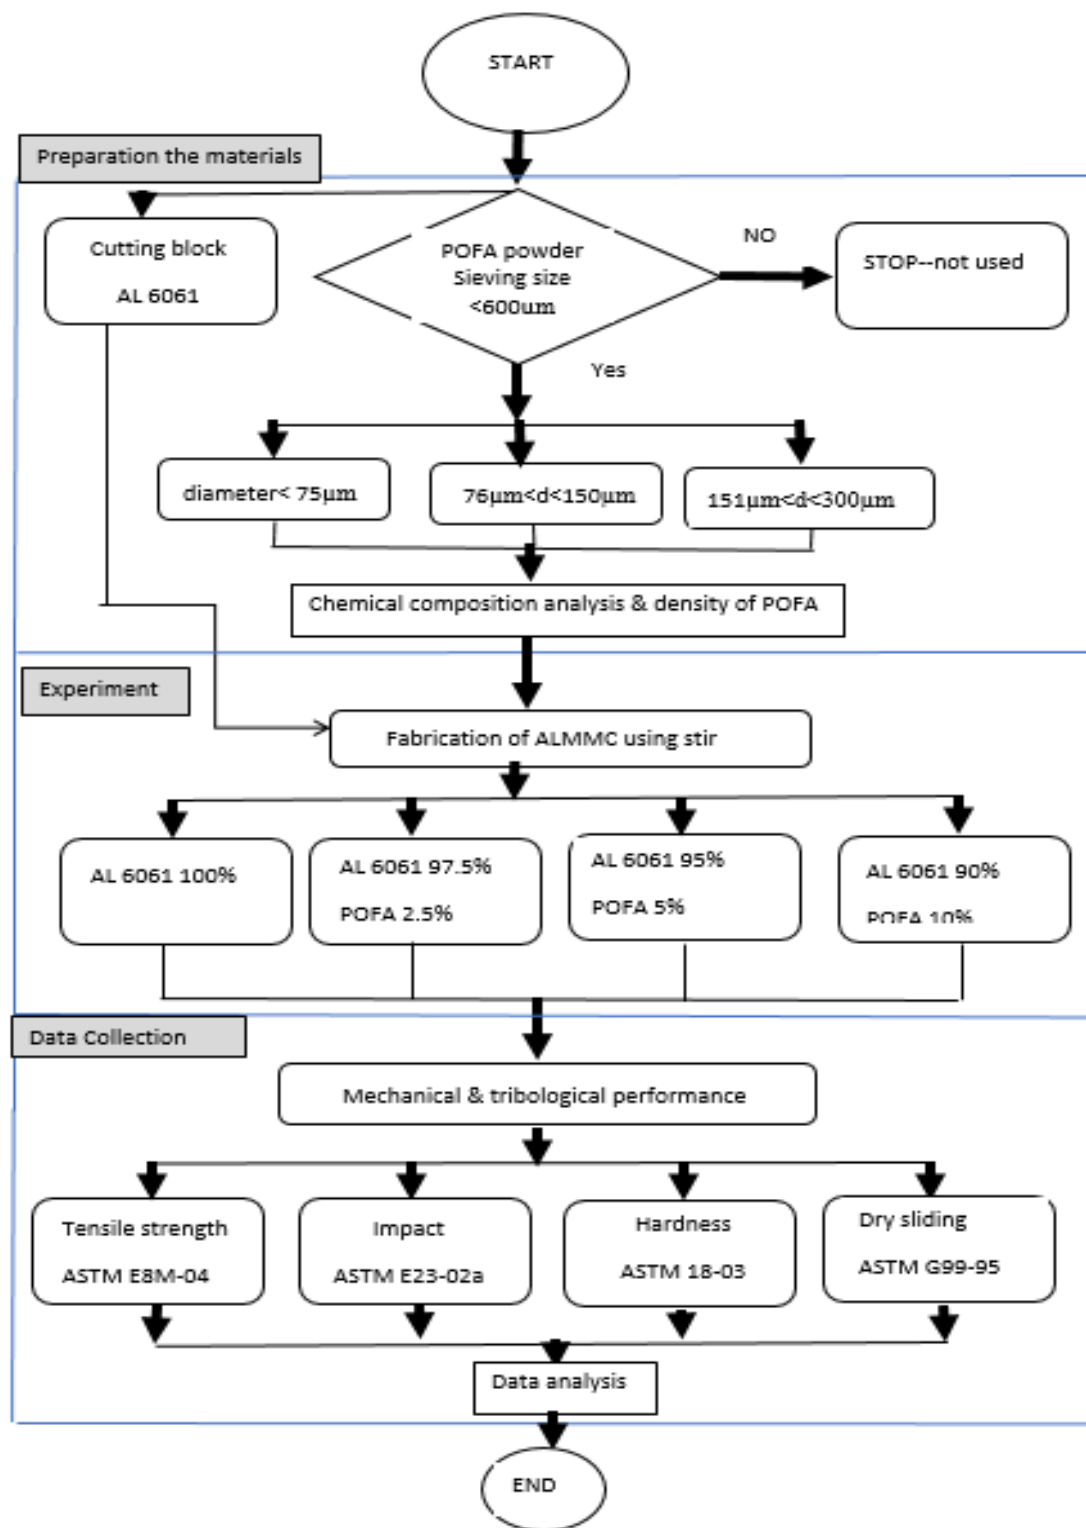 START
Preparation the materials
Cutting block
AL 6061
POFA powder
Sieving size
<600um
NO
STOP--not used
Yes
diameter< 75µm
76µm<d<150µm
151µm<d<300µm
Chemical composition analysis & density of POFA
Experiment
Fabrication of ALMMC using stir
AL 6061 100%
AL 6061 97.5%
POFA 2.5%
AL 6061 95%
POFA 5%
AL 6061 90%
POFA 10%
Data Collection
Mechanical & tribological performance
Tensile strength
ASTM E8M-04
Impact
ASTM E23-02a
Hardness
ASTM 18-03
Dry sliding
ASTM G99-95
Data analysis
END